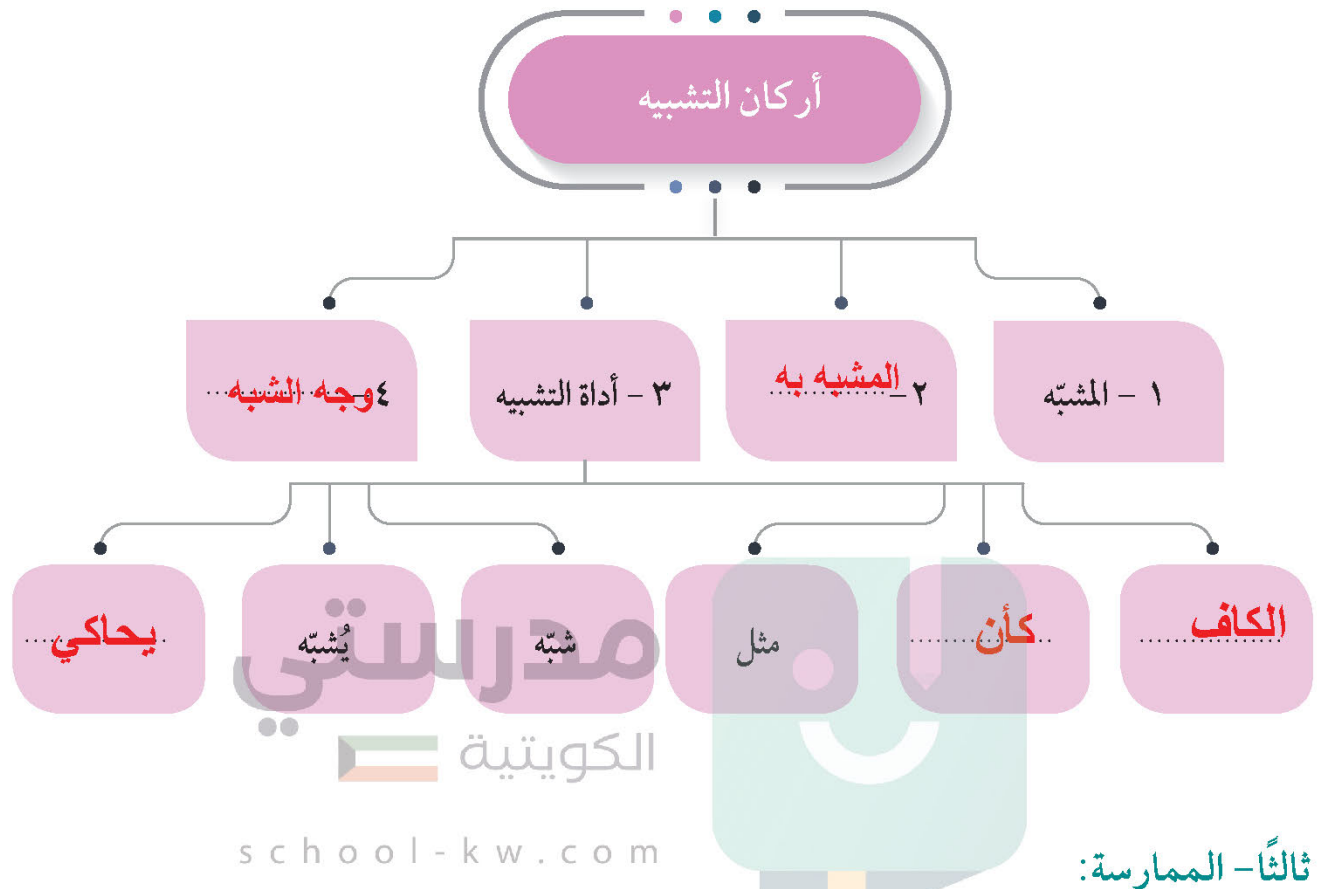 أركان التشبيه
١ - المشبّه
٢ - المشبه به
٣ - أداة التشبيه
٤ - وجه الشبه
الكاف
كأن
مثل
شبّه
يُشبّه
يحاكي
مدرستي
الكويتية
school-kw.com
ثالثًا - الممارسة: